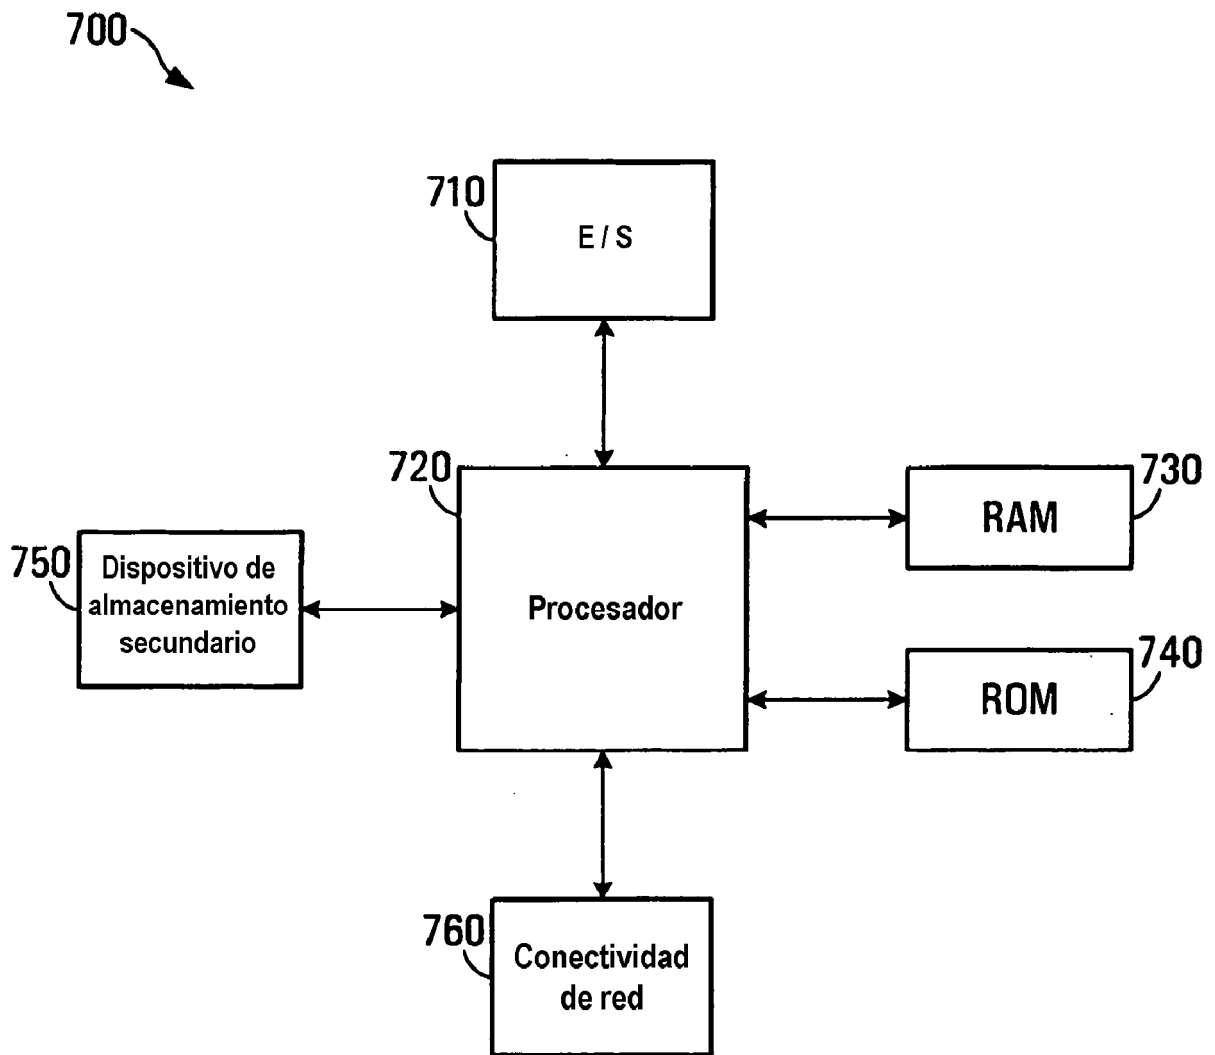 700
710
E / S
720
730
RAM
750
Dispositivo de
almacenamiento
secundario
Procesador
740
ROM
760
Conectividad
de red